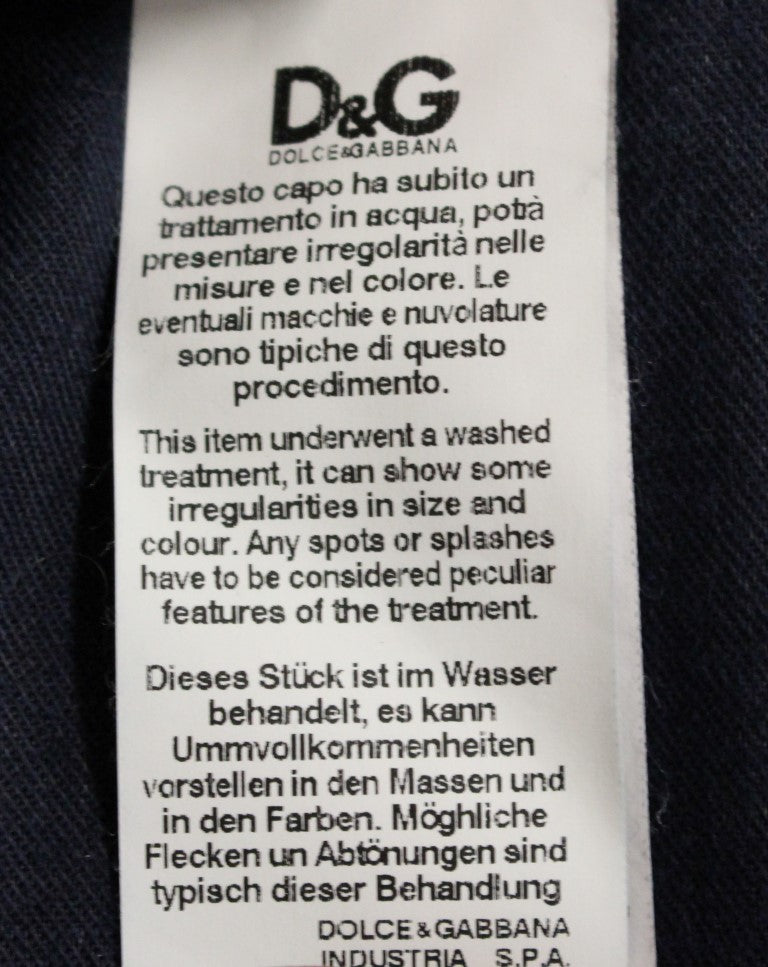 D&G
DOLCE&GABBANA
Questo capo ha subito un
trattamento in acqua, potrà
presentare irregolarità nelle
misure e nel colore. Le
eventuali macchie e nuvolature
sono tipiche di questo
procedimento.
This item underwent a washed
treatment, it can show some
irregularities in size and
colour. Any spots or splashes
have to be considered peculiar
features of the treatment.
Dieses Stück ist im Wasser
behandelt, es kann
Ummvollkommenheiten
vorstellen in den Massen und
in den Farben. Möghliche
Flecken un Abtönungen sind
typisch dieser Behandlung
DOLCE & GABBANA
INDUSTRIA S.P.A.